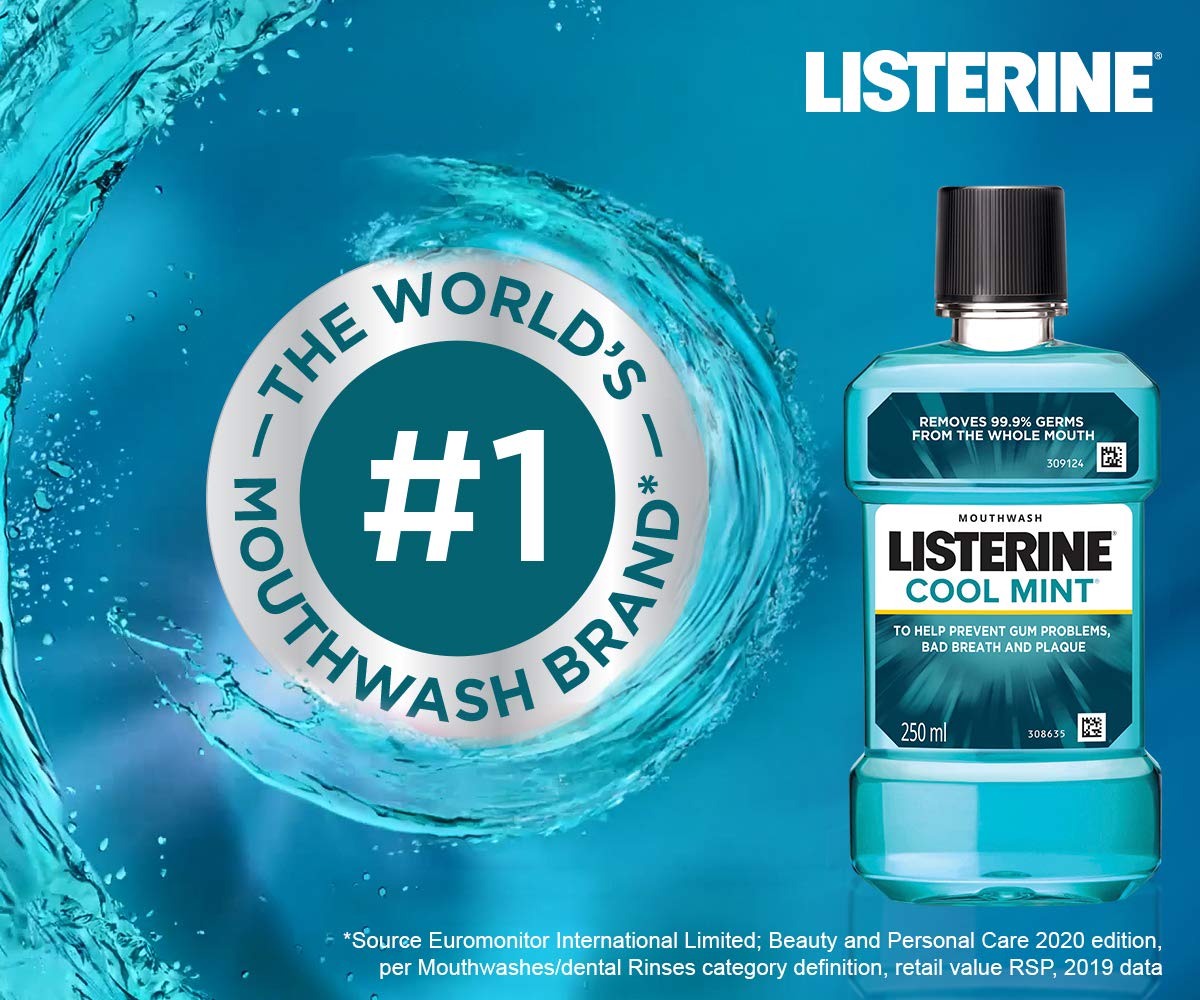 LISTERINE®
THE WORLD'S
#1
MOUTHWASH BRAND*
REMOVES 99.9% GERMS
FROM THE WHOLE MOUTH
309124
MOUTHWASH
LISTERINE®
COOL MINT®
TO HELP PREVENT GUM PROBLEMS,
BAD BREATH AND PLAQUE
250 ml
308635
*Source Euromonitor International Limited; Beauty and Personal Care 2020 edition,
per Mouthwashes/dental Rinses category definition, retail value RSP, 2019 data